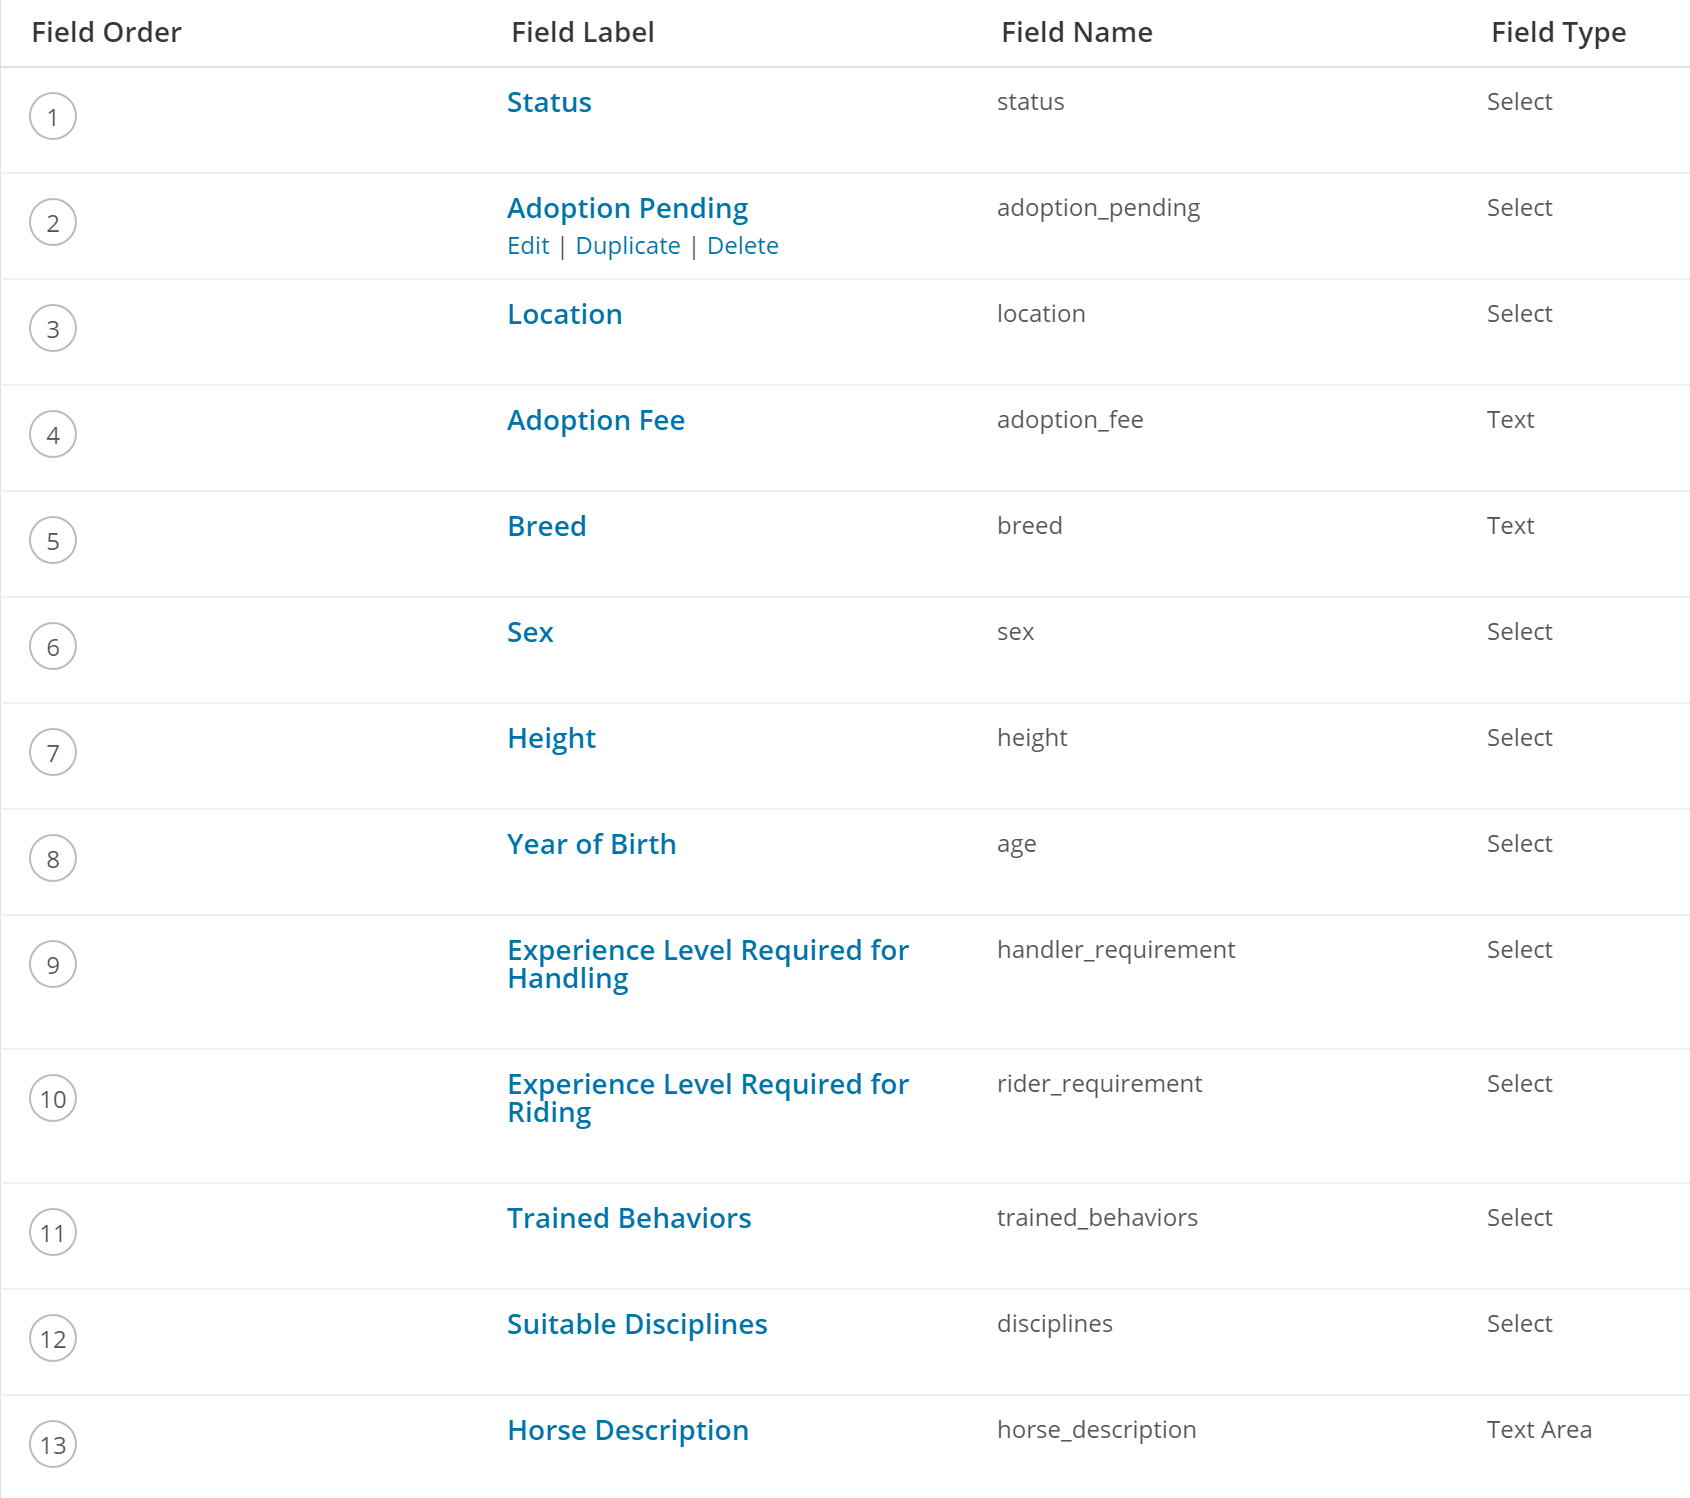 Field Order Field Label Field Name Field Type
1 Status status Select
2 Adoption Pending adoption_pending Select
Edit | Duplicate | Delete
3 Location location Select
4 Adoption Fee adoption_fee Text
5 Breed breed Text
6 Sex sex Select
7 Height height Select
8 Year of Birth age Select
9 Experience Level Required for handler_requirement Select
Handling
10 Experience Level Required for rider_requirement Select
Riding
11 Trained Behaviors trained_behaviors Select
12 Suitable Disciplines disciplines Select
13 Horse Description horse_description Text Area